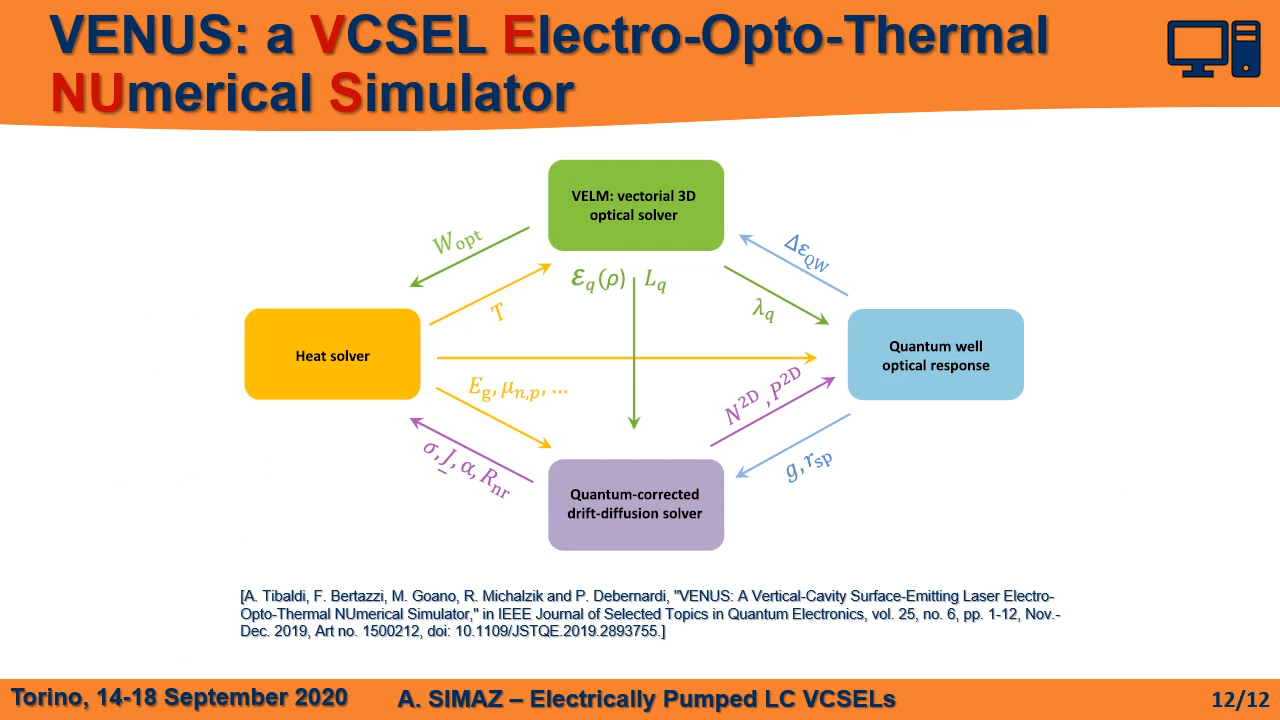 VENUS: a VCSEL Electro-Opto-Thermal
NUmerical Simulator
VELM: vectorial 3D
optical solver
W_opt
Δε_QW
T
ℰ_q(ρ) L_q
λ_q
Heat solver
Quantum well
optical response
E_g, μ_n,p, ...
N^2D, P^2D
σ, J, α, R_nr
g, r_sp
Quantum-corrected
drift-diffusion solver
[A. Tibaldi, F. Bertazzi, M. Goano, R. Michalzik and P. Debernardi, "VENUS: A Vertical-Cavity Surface-Emitting Laser Electro-
Opto-Thermal NUmerical Simulator," in IEEE Journal of Selected Topics in Quantum Electronics, vol. 25, no. 6, pp. 1-12, Nov.-
Dec. 2019, Art no. 1500212, doi: 10.1109/JSTQE.2019.2893755.]
Torino, 14-18 September 2020
A. SIMAZ – Electrically Pumped LC VCSELs
12/12